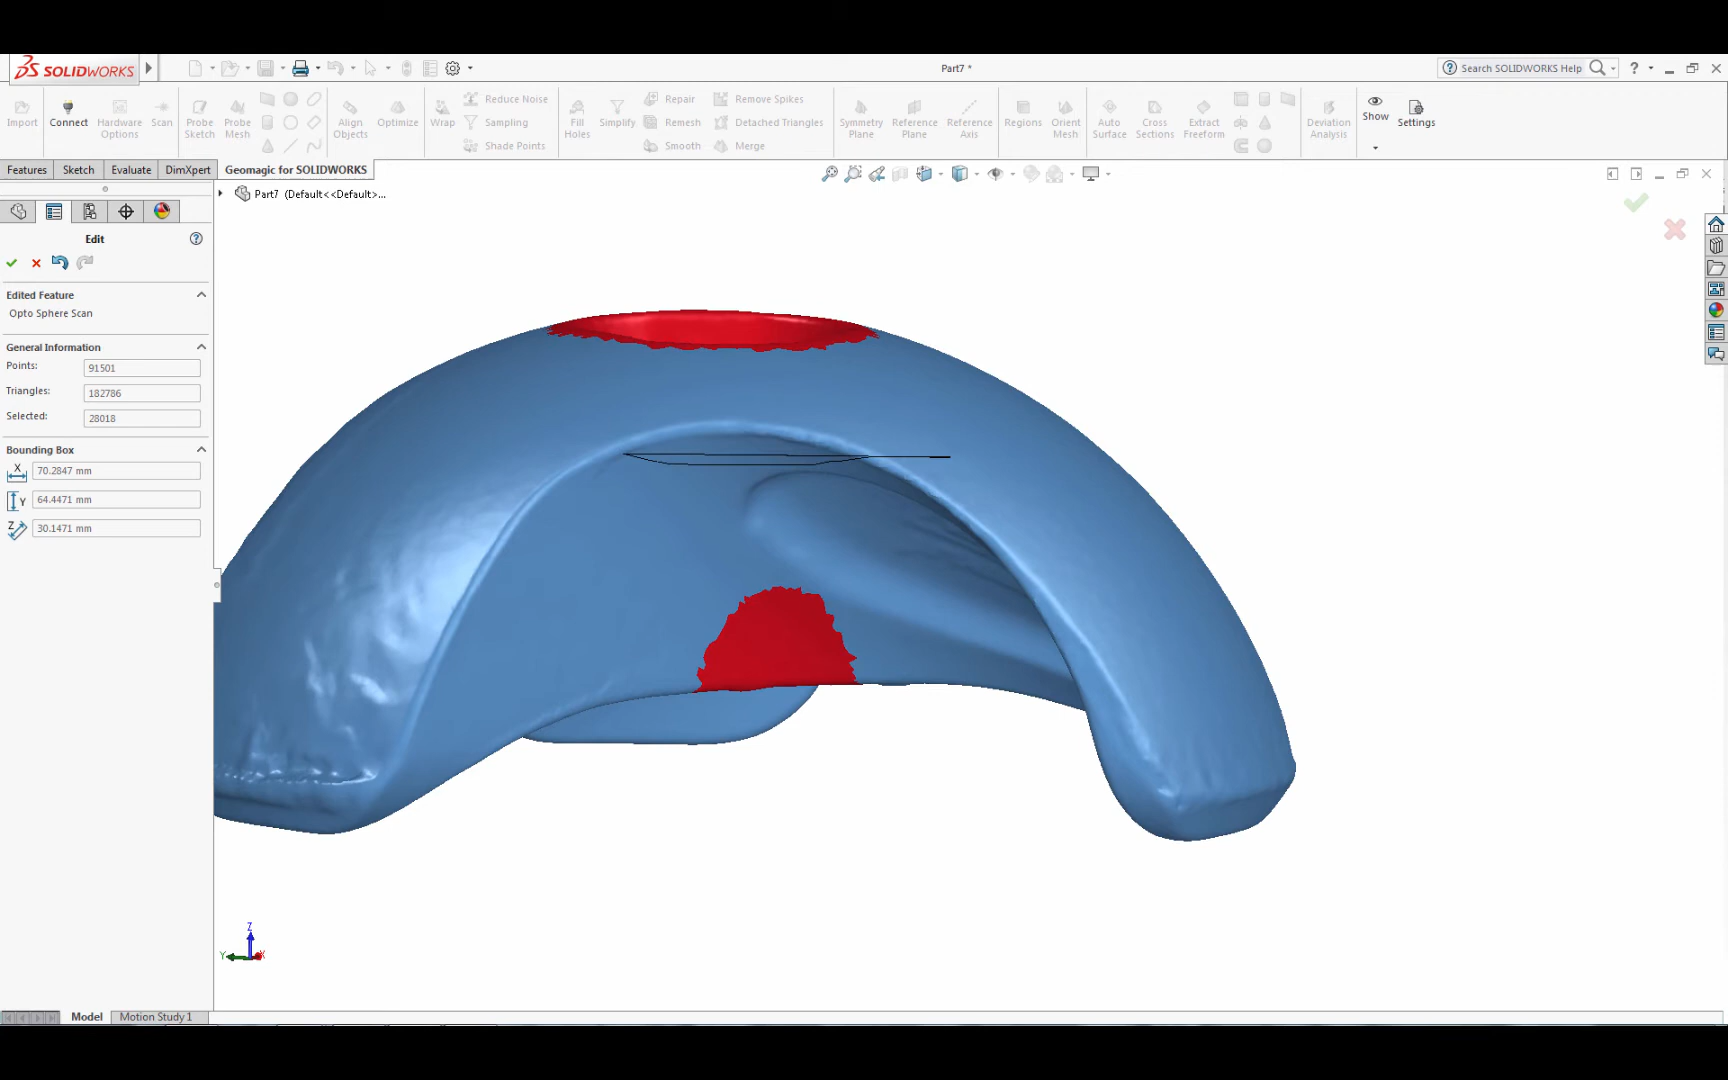 SOLIDWORKS
Part7 *
Search SOLIDWORKS Help
?
Import
Connect
Hardware Options
Scan
Probe Sketch
Probe Mesh
Align Objects
Optimize
Wrap
Reduce Noise
Sampling
Shade Points
Fill Holes
Simplify
Repair
Remesh
Smooth
Remove Spikes
Detached Triangles
Merge
Symmetry Plane
Reference Plane
Reference Axis
Regions
Orient Mesh
Auto Surface
Cross Sections
Extract Freeform
Deviation Analysis
Show
Settings
Features
Sketch
Evaluate
DimXpert
Geomagic for SOLIDWORKS
Part7 (Default<<Default>...
Edit
Edited Feature
Opto Sphere Scan
General Information
Points: 91501
Triangles: 182786
Selected: 28018
Bounding Box
X 70.2847 mm
Y 64.4471 mm
Z 30.1471 mm
Z
Y
X
Model
Motion Study 1